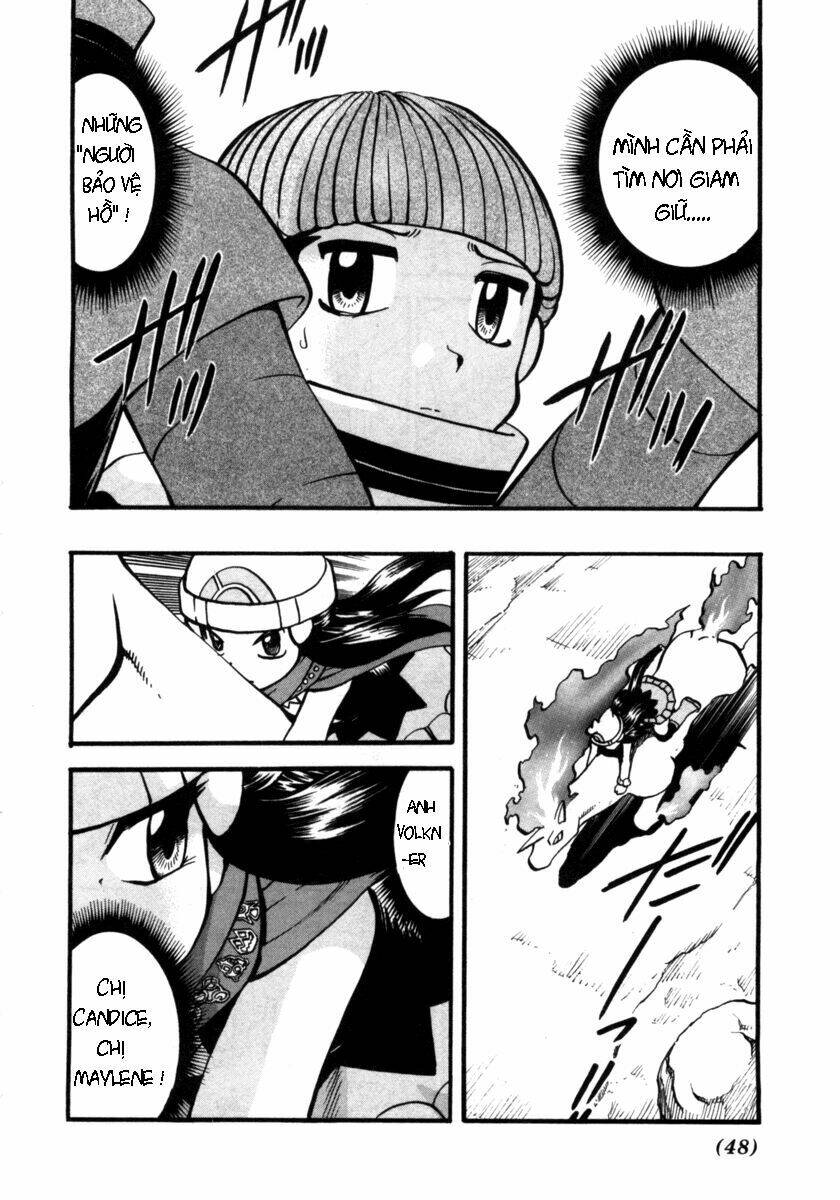 MÌNH CẦN PHẢI
TÌM NƠI GIAM
GIỮ.....
NHỮNG
"NGƯỜI
BẢO VỆ
HỒ" !
ANH
VOLKN
-ER
CHỊ
CANDICE,
CHỊ
MAYLENE !
(48)